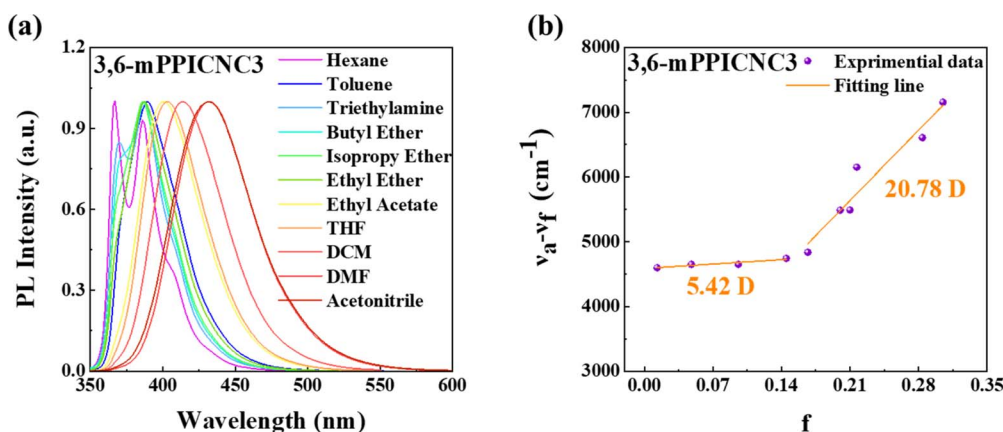 (a)
3,6-mPPICNC3
Hexane
Toluene
Triethylamine
Butyl Ether
Isopropy Ether
Ethyl Ether
Ethyl Acetate
THF
DCM
DMF
Acetonitrile
PL Intensity (a.u.)
1.2
0.9
0.6
0.3
0.0
350 400 450 500 550 600
Wavelength (nm)
(b)
3,6-mPPICNC3
Exprimential data
Fitting line
20.78 D
5.42 D
νa-νf (cm-1)
8000
7000
6000
5000
4000
3000
0.00 0.07 0.14 0.21 0.28 0.35
f